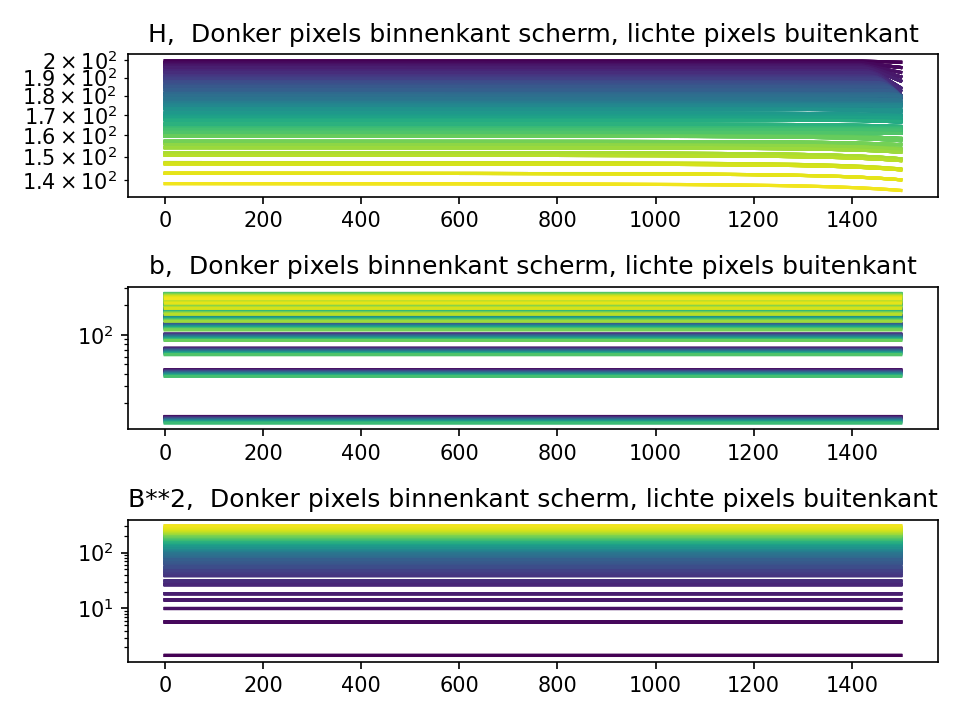 H,  Donker pixels binnenkant scherm, lichte pixels buitenkant
2 × 10²
1.9 × 10²
1.8 × 10²
1.7 × 10²
1.6 × 10²
1.5 × 10²
1.4 × 10²
0 200 400 600 800 1000 1200 1400
b,  Donker pixels binnenkant scherm, lichte pixels buitenkant
10²
0 200 400 600 800 1000 1200 1400
B**2,  Donker pixels binnenkant scherm, lichte pixels buitenkant
10²
10¹
0 200 400 600 800 1000 1200 1400